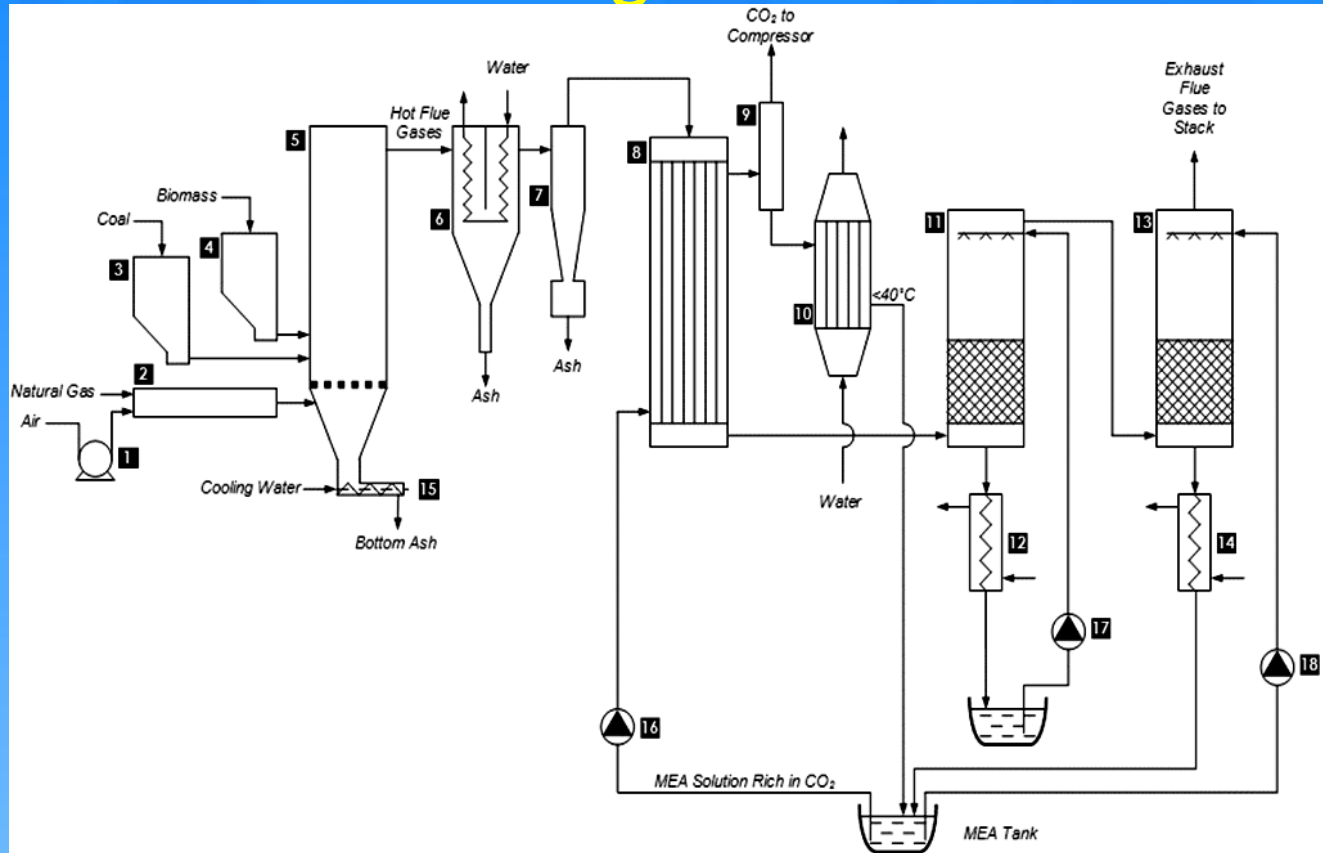 CO₂ to
Compressor
Water
Exhaust
Flue
Gases to
Stack
Hot Flue
Gases
5
9
8
Biomass
7
Coal
4
6
11
13
3
<40°C
10
2
Ash
Ash
Natural Gas
Air
1
Cooling Water
15
Water
Bottom Ash
12
14
17
18
16
MEA Solution Rich in CO₂
MEA Tank